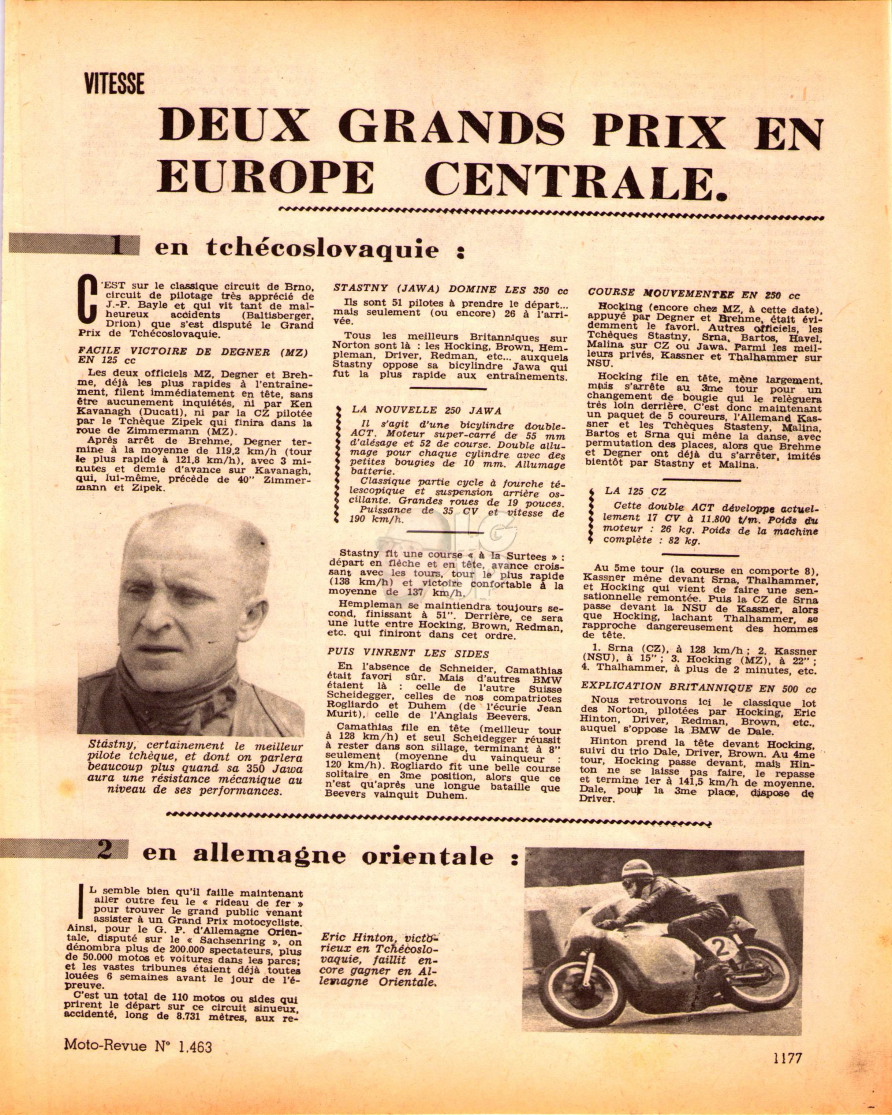 VITESSE
DEUX GRANDS PRIX EN
EUROPE CENTRALE.
1 en tchécoslovaquie :
C'EST sur le classique circuit de Brno,
circuit de pilotage très apprécié de
J.-P. Bayle et qui vit tant de mal-
heureux accidents (Baltisberger,
Drion) que s'est disputé le Grand
Prix de Tchécoslovaquie.
FACILE VICTOIRE DE DEGNER (MZ)
EN 125 cc
Les deux officiels MZ, Degner et Breh-
me, déjà les plus rapides à l'entraîne-
ment, filent immédiatement en tête, sans
être aucunement inquiétés, ni par Ken
Kavanagh (Ducati), ni par la CZ pilotée
par le Tchèque Zipek qui finira dans la
roue de Zimmermann (MZ).
Après arrêt de Brehme, Degner ter-
mine à la moyenne de 119,2 km/h (tour
le plus rapide à 121,8 km/h), avec 3 mi-
nutes et demie d'avance sur Kavanagh,
qui, lui-même, précède de 40" Zimmer-
mann et Zipek.
Stastny, certainement le meilleur
pilote tchèque, et dont on parlera
beaucoup plus quand sa 350 Jawa
aura une résistance mécanique au
niveau de ses performances.
STASTNY (JAWA) DOMINE LES 350 cc
Ils sont 51 pilotes à prendre le départ...
mais seulement (ou encore) 26 à l'arri-
vée.
Tous les meilleurs Britanniques sur
Norton sont là : les Hocking, Brown, Hem-
pleman, Driver, Redman, etc... auxquels
Stastny oppose sa bicylindre Jawa qui
fut la plus rapide aux entraînements.
LA NOUVELLE 250 JAWA
Il s'agit d'une bicylindre double-
ACT. Moteur super-carré de 55 mm
d'alésage et 52 de course. Double allu-
mage pour chaque cylindre avec des
petites bougies de 10 mm. Allumage
batterie.
Classique partie cycle à fourche té-
lescopique et suspension arrière os-
cillante. Grandes roues de 19 pouces.
Puissance de 35 CV et vitesse de
190 km/h.
Stastny fit une course « à la Surtees » :
départ en flèche et en tête, avance crois-
sant avec les tours, tour le plus rapide
(138 km/h) et victoire confortable à la
moyenne de 137 km/h.
Hempleman se maintiendra toujours se-
cond, finissant à 51". Derrière, ce sera
une lutte entre Hocking, Brown, Redman,
etc. qui finiront dans cet ordre.
PUIS VINRENT LES SIDES
En l'absence de Schneider, Camathias
était favori sûr. Mais d'autres BMW
étaient là : celle de l'autre Suisse
Scheidegger, celles de nos compatriotes
Rogliardo et Duhem (de l'écurie Jean
Murit), celle de l'Anglais Beevers.
Camathias file en tête (meilleur tour
à 128 km/h) et seul Scheidegger réussit
à rester dans son sillage, terminant à 8"
seulement (moyenne du vainqueur :
120 km/h). Rogliardo fit une belle course
solitaire en 3me position, alors que ce
n'est qu'après une longue bataille que
Beevers vainquit Duhem.
COURSE MOUVEMENTEE EN 250 cc
Hocking (encore chez MZ, à cette date),
appuyé par Degner et Brehme, était évi-
demment le favori. Autres officiels, les
Tchèques Stastny, Srna, Bartos, Havel,
Malina sur CZ ou Jawa. Parmi les meil-
leurs privés, Kassner et Thalhammer sur
NSU.
Hocking file en tête, mène largement,
mais s'arrête au 3me tour pour un
changement de bougie qui le relèguera
très loin derrière. C'est donc maintenant
un paquet de 5 coureurs, l'Allemand Kas-
sner et les Tchèques Stasteny, Malina,
Bartos et Srna qui mène la danse, avec
permutation des places, alors que Brehme
et Degner ont déjà du s'arrêter, imités
bientôt par Stastny et Malina.
LA 125 CZ
Cette double ACT développe actuel-
lement 17 CV à 11.800 t/m. Poids du
moteur : 26 kg. Poids de la machine
complète : 82 kg.
Au 5me tour (la course en comporte 8),
Kassner mène devant Srna, Thalhammer,
et Hocking qui vient de faire une sen-
sationnelle remontée. Puis la CZ de Srna
passe devant la NSU de Kassner, alors
que Hocking, lachant Thalhammer, se
rapproche dangereusement des hommes
de tête.
1. Srna (CZ), à 128 km/h ; 2. Kassner
(NSU), à 15" ; 3. Hocking (MZ), à 22" ;
4. Thalhammer, à plus de 2 minutes, etc.
EXPLICATION BRITANNIQUE EN 500 cc
Nous retrouvons ici le classique lot
des Norton, pilotées par Hocking, Eric
Hinton, Driver, Redman, Brown, etc.,
auquel s'oppose la BMW de Dale.
Hinton prend la tête devant Hocking,
suivi du trio Dale, Driver, Brown. Au 4me
tour, Hocking passe devant, mais Hin-
ton ne se laisse pas faire, le repasse
et termine 1er à 141,5 km/h de moyenne.
Dale, pour la 3me place, dispose de
Driver.
2 en allemagne orientale :
IL semble bien qu'il faille maintenant
aller outre feu le « rideau de fer »
pour trouver le grand public venant
assister à un Grand Prix motocycliste.
Ainsi, pour le G. P. d'Allemagne Orien-
tale, disputé sur le « Sachsenring », on
dénombra plus de 200.000 spectateurs, plus
de 50.000 motos et voitures dans les parcs;
et les vastes tribunes étaient déjà toutes
louées 6 semaines avant le jour de l'é-
preuve.
C'est un total de 110 motos ou sides qui
prirent le départ sur ce circuit sinueux,
accidenté, long de 8.731 mètres, aux re-
Eric Hinton, victo-
rieux en Tchécoslo-
vaquie, faillit en-
core gagner en Al-
lemagne Orientale.
2
Moto-Revue N° 1.463
1177